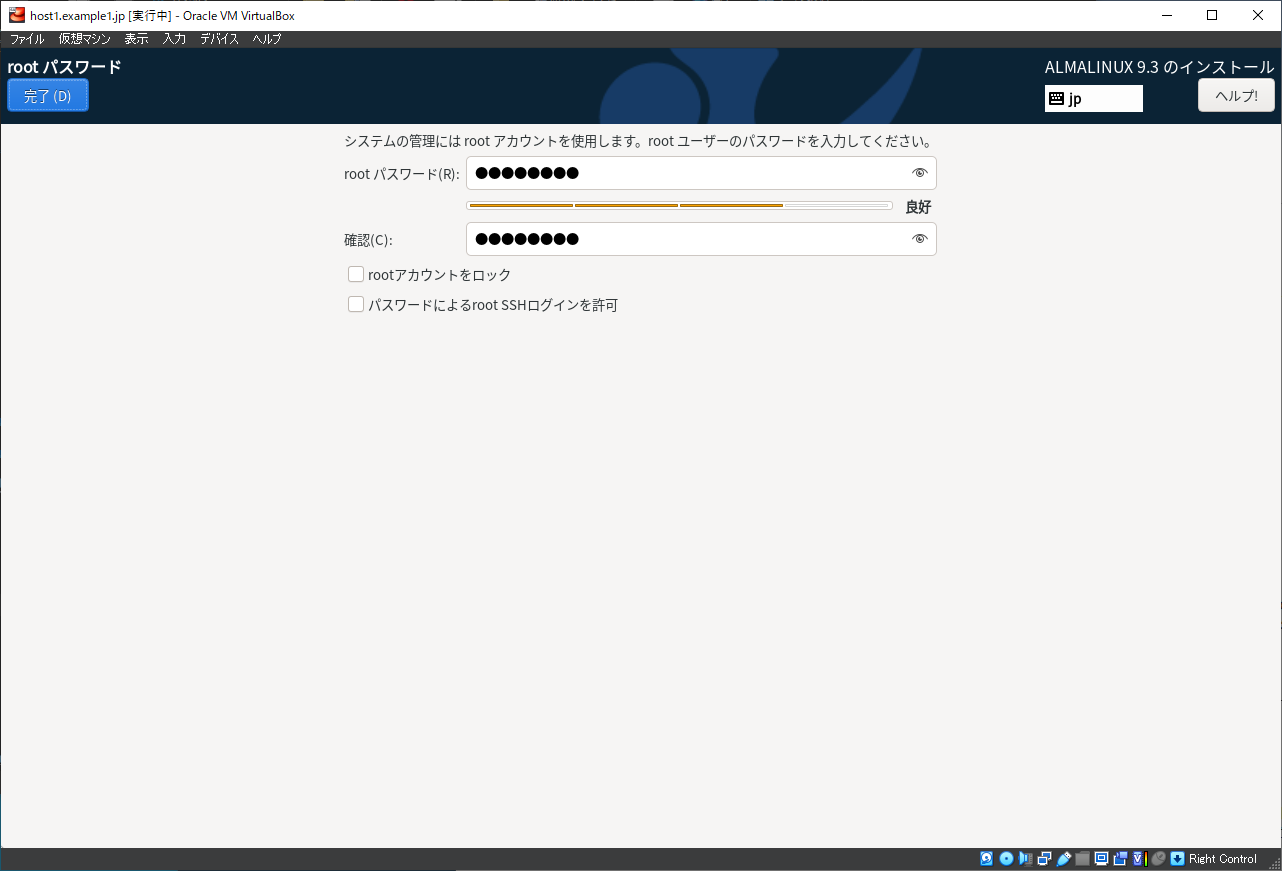 host1.example1.jp [実行中] - Oracle VM VirtualBox
ファイル 仮想マシン 表示 入力 デバイス ヘルプ
root パスワード
ALMALINUX 9.3 のインストール
完了 (D)
jp
ヘルプ!
システムの管理には root アカウントを使用します。root ユーザーのパスワードを入力してください。
root パスワード(R): ●●●●●●●●
良好
確認(C): ●●●●●●●●
rootアカウントをロック
パスワードによるroot SSHログインを許可
Right Control